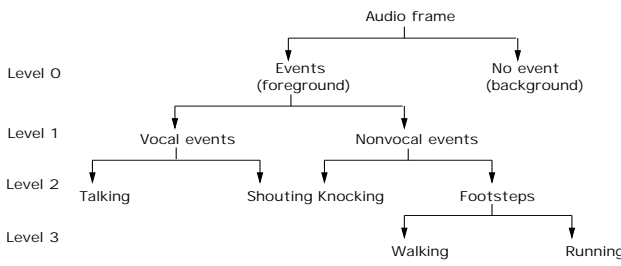 Audio frame
Level 0
Events
(foreground)
No event
(background)
Level 1
Vocal events
Nonvocal events
Level 2
Talking
Shouting
Knocking
Footsteps
Level 3
Walking
Running